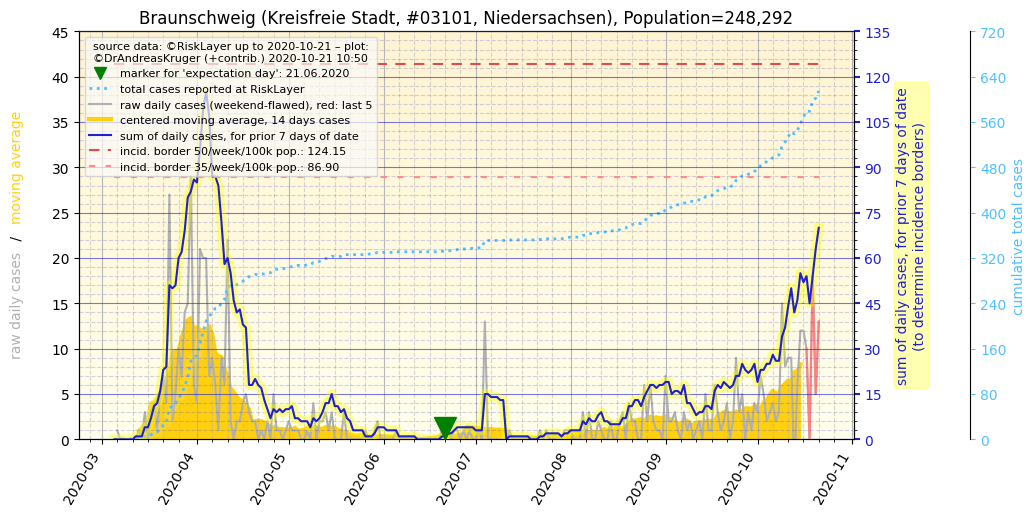 Braunschweig (Kreisfreie Stadt, #03101, Niedersachsen), Population=248,292
source data: ©RiskLayer up to 2020-10-21 – plot:
©DrAndreasKruger (+contrib.) 2020-10-21 10:50
marker for 'expectation day': 21.06.2020
total cases reported at RiskLayer
raw daily cases (weekend-flawed), red: last 5
centered moving average, 14 days cases
sum of daily cases, for prior 7 days of date
incid. border 50/week/100k pop.: 124.15
incid. border 35/week/100k pop.: 86.90
raw daily cases / moving average
45
40
35
30
25
20
15
10
5
0
2020-03
2020-04
2020-05
2020-06
2020-07
2020-08
2020-09
2020-10
2020-11
135
120
105
90
75
60
45
30
15
0
sum of daily cases, for prior 7 days of date
(to determine incidence borders)
720
640
560
480
400
320
240
160
80
0
cumulative total cases